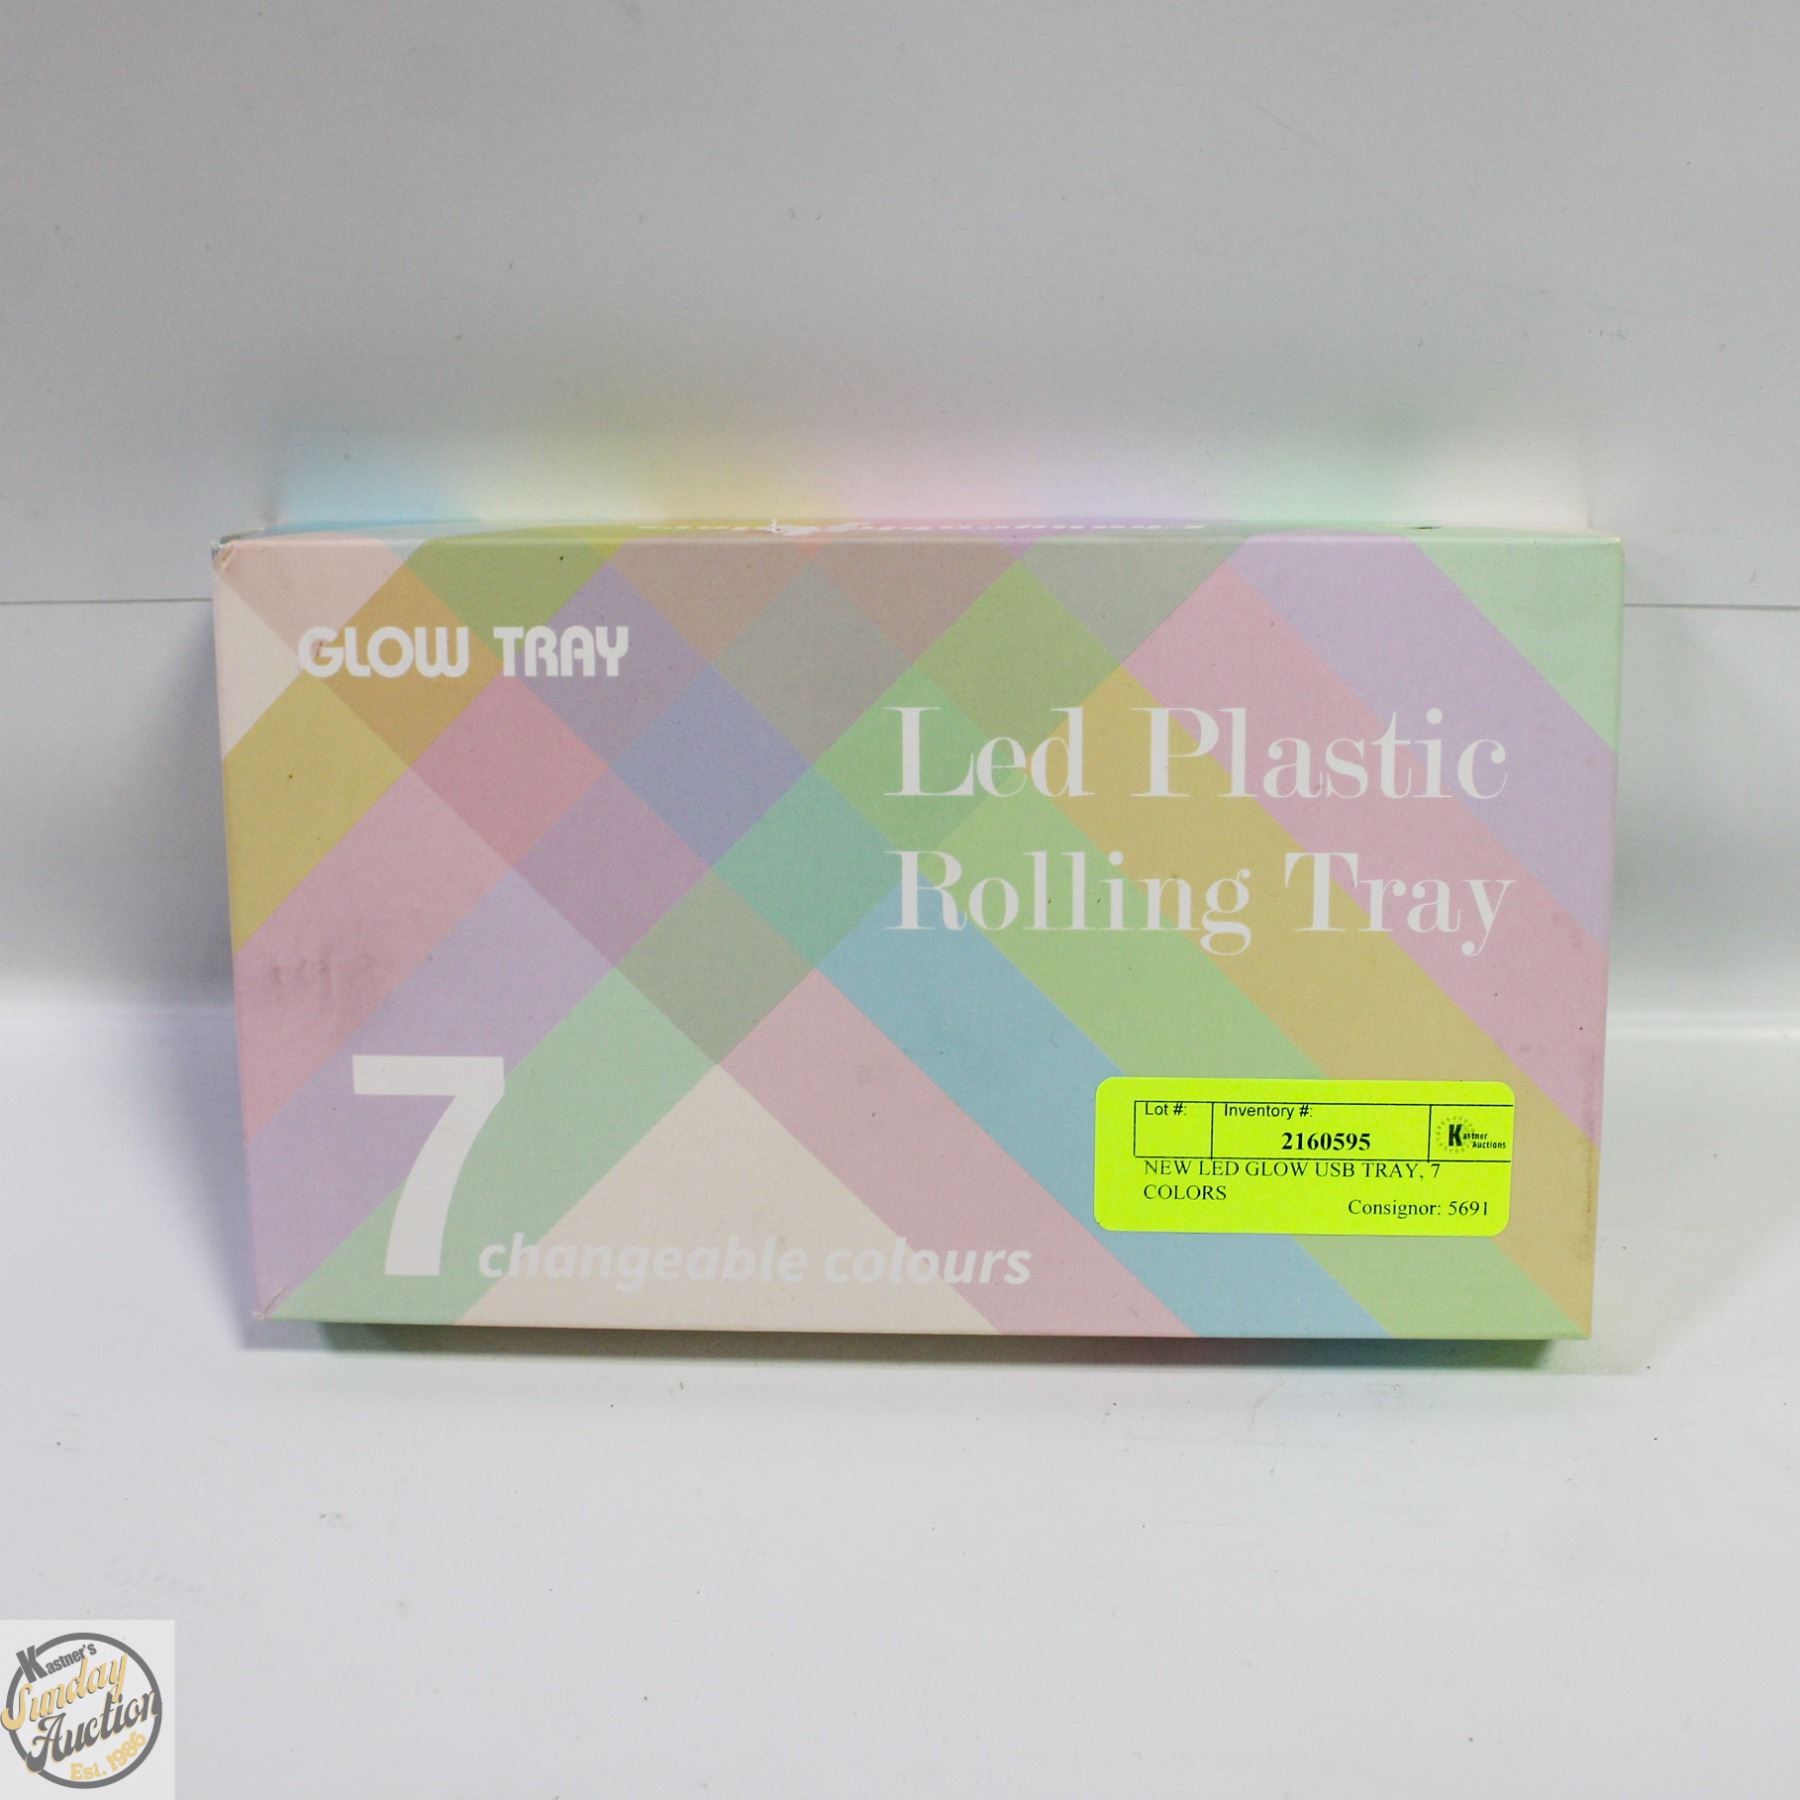 GLOW TRAY
Led Plastic
Rolling Tray
7 changeable colours
Lot #: Inventory #:
2160595
Kastner Auctions
NEW LED GLOW USB TRAY, 7
COLORS
Consignor: 5691
Kastner's
Sunday
Auction
Est. 1986